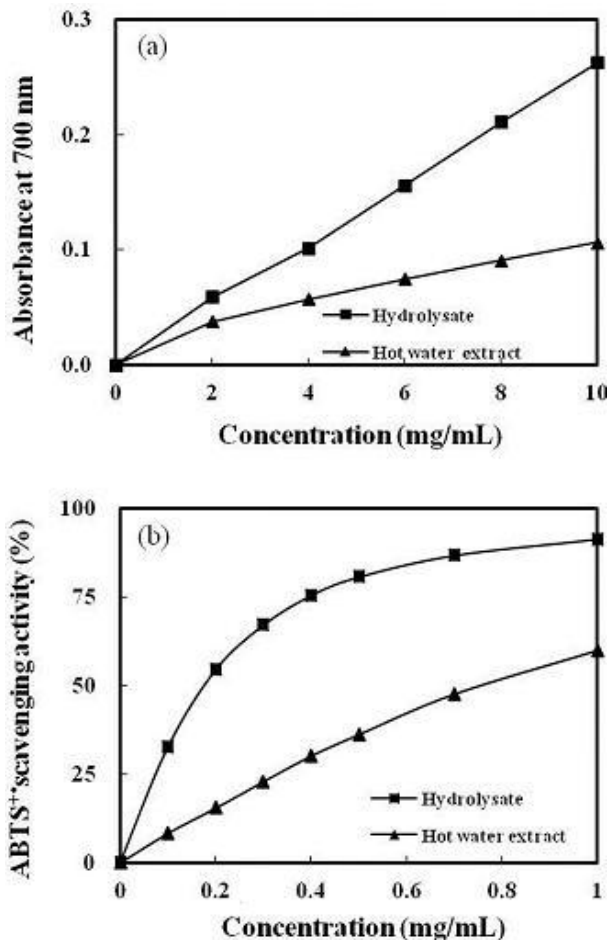 (a)
Absorbance at 700 nm
0.3
0.2
0.1
0.0
Hydrolysate
Hot water extract
0 2 4 6 8 10
Concentration (mg/mL)
(b)
ABTS+•scavenging activity (%)
100
75
50
25
0
Hydrolysate
Hot water extract
0 0.2 0.4 0.6 0.8 1
Concentration (mg/mL)